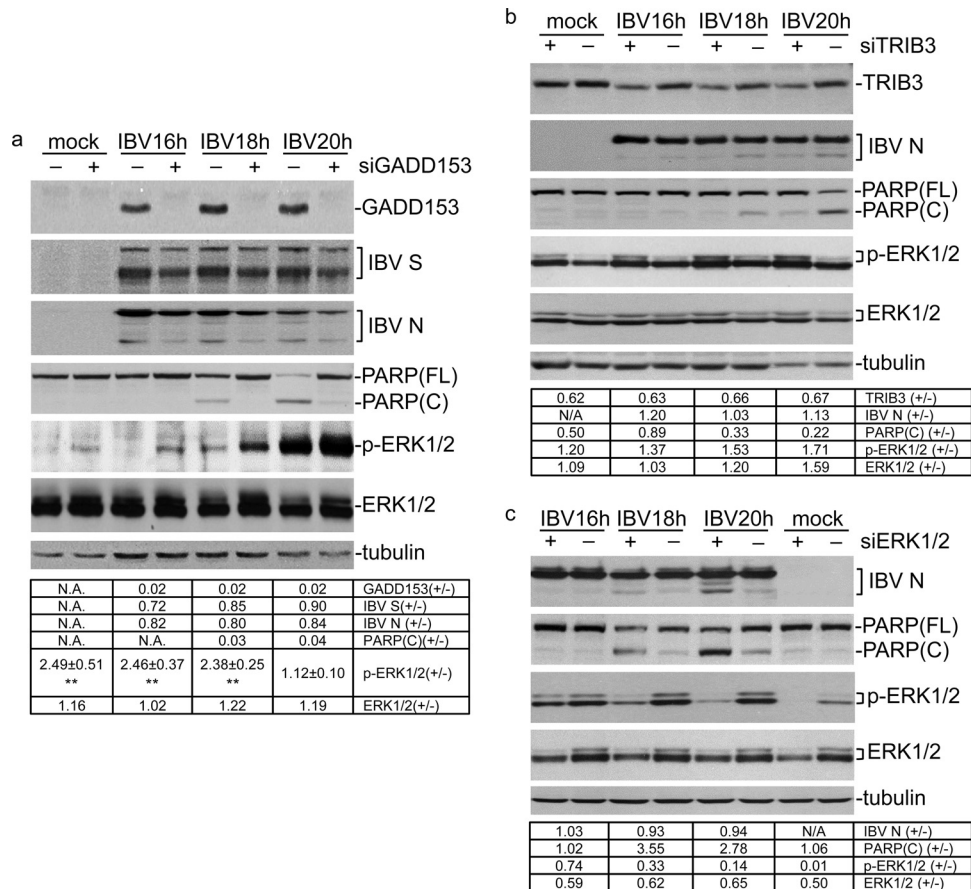 a
mock IBV16h IBV18h IBV20h
– + – + – + – + siGADD153
-GADD153
IBV S
IBV N
-PARP(FL)
-PARP(C)
-p-ERK1/2
-ERK1/2
-tubulin
N.A. 0.02 0.02 0.02 GADD153(+/-)
N.A. 0.72 0.85 0.90 IBV S(+/-)
N.A. 0.82 0.80 0.84 IBV N (+/-)
N.A. N.A. 0.03 0.04 PARP(C)(+/-)
2.49±0.51 2.46±0.37 2.38±0.25 1.12±0.10 p-ERK1/2(+/-)
** ** **
1.16 1.02 1.22 1.19 ERK1/2(+/-)
b
mock IBV16h IBV18h IBV20h
+ – + – + – + – siTRIB3
-TRIB3
IBV N
-PARP(FL)
-PARP(C)
p-ERK1/2
ERK1/2
-tubulin
0.62 0.63 0.66 0.67 TRIB3 (+/-)
N/A 1.20 1.03 1.13 IBV N (+/-)
0.50 0.89 0.33 0.22 PARP(C) (+/-)
1.20 1.37 1.53 1.71 p-ERK1/2 (+/-)
1.09 1.03 1.20 1.59 ERK1/2 (+/-)
c
IBV16h IBV18h IBV20h mock
+ – + – + – + – siERK1/2
IBV N
-PARP(FL)
-PARP(C)
p-ERK1/2
ERK1/2
-tubulin
1.03 0.93 0.94 N/A IBV N (+/-)
1.02 3.55 2.78 1.06 PARP(C) (+/-)
0.74 0.33 0.14 0.01 p-ERK1/2 (+/-)
0.59 0.62 0.65 0.50 ERK1/2 (+/-)